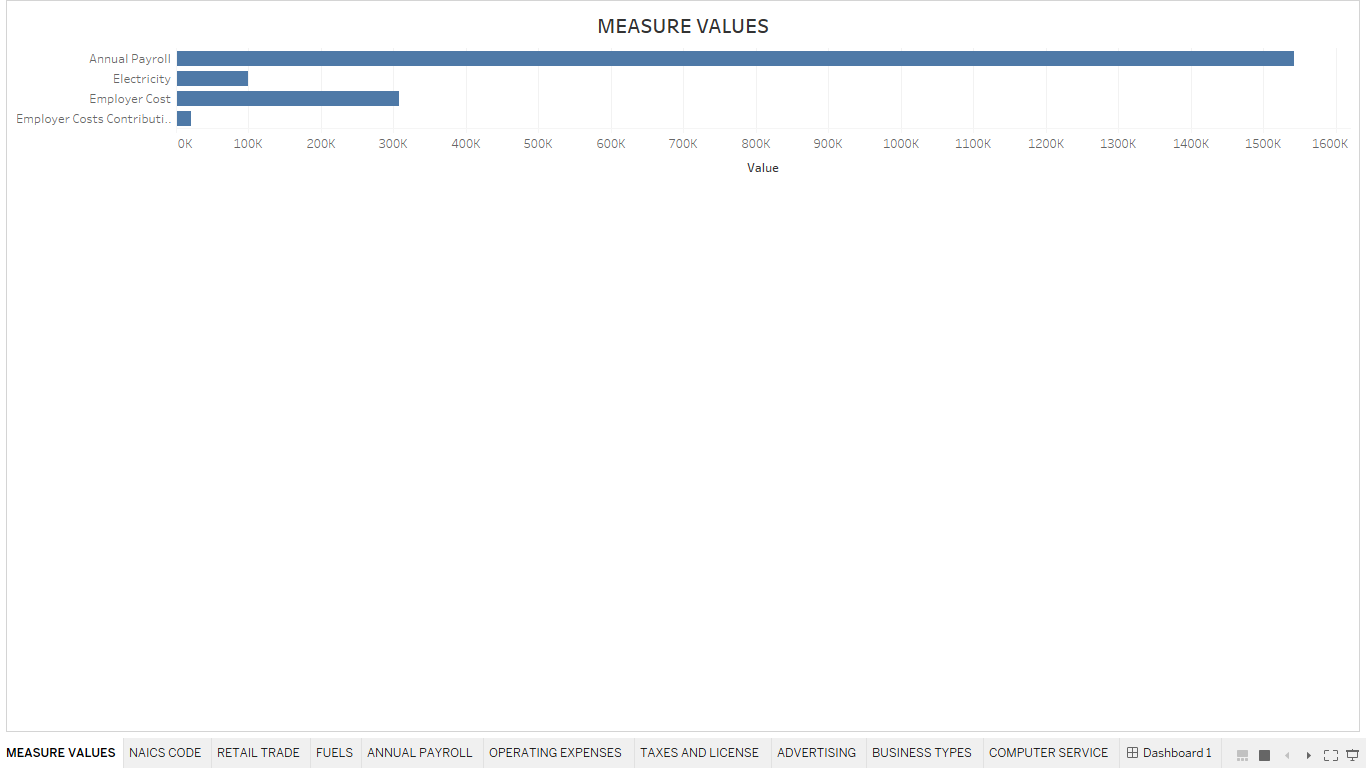 MEASURE VALUES
Annual Payroll
Electricity
Employer Cost
Employer Costs Contributi..
0K 100K 200K 300K 400K 500K 600K 700K 800K 900K 1000K 1100K 1200K 1300K 1400K 1500K 1600K
Value
MEASURE VALUES NAICS CODE RETAIL TRADE FUELS ANNUAL PAYROLL OPERATING EXPENSES TAXES AND LICENSE ADVERTISING BUSINESS TYPES COMPUTER SERVICE Dashboard 1